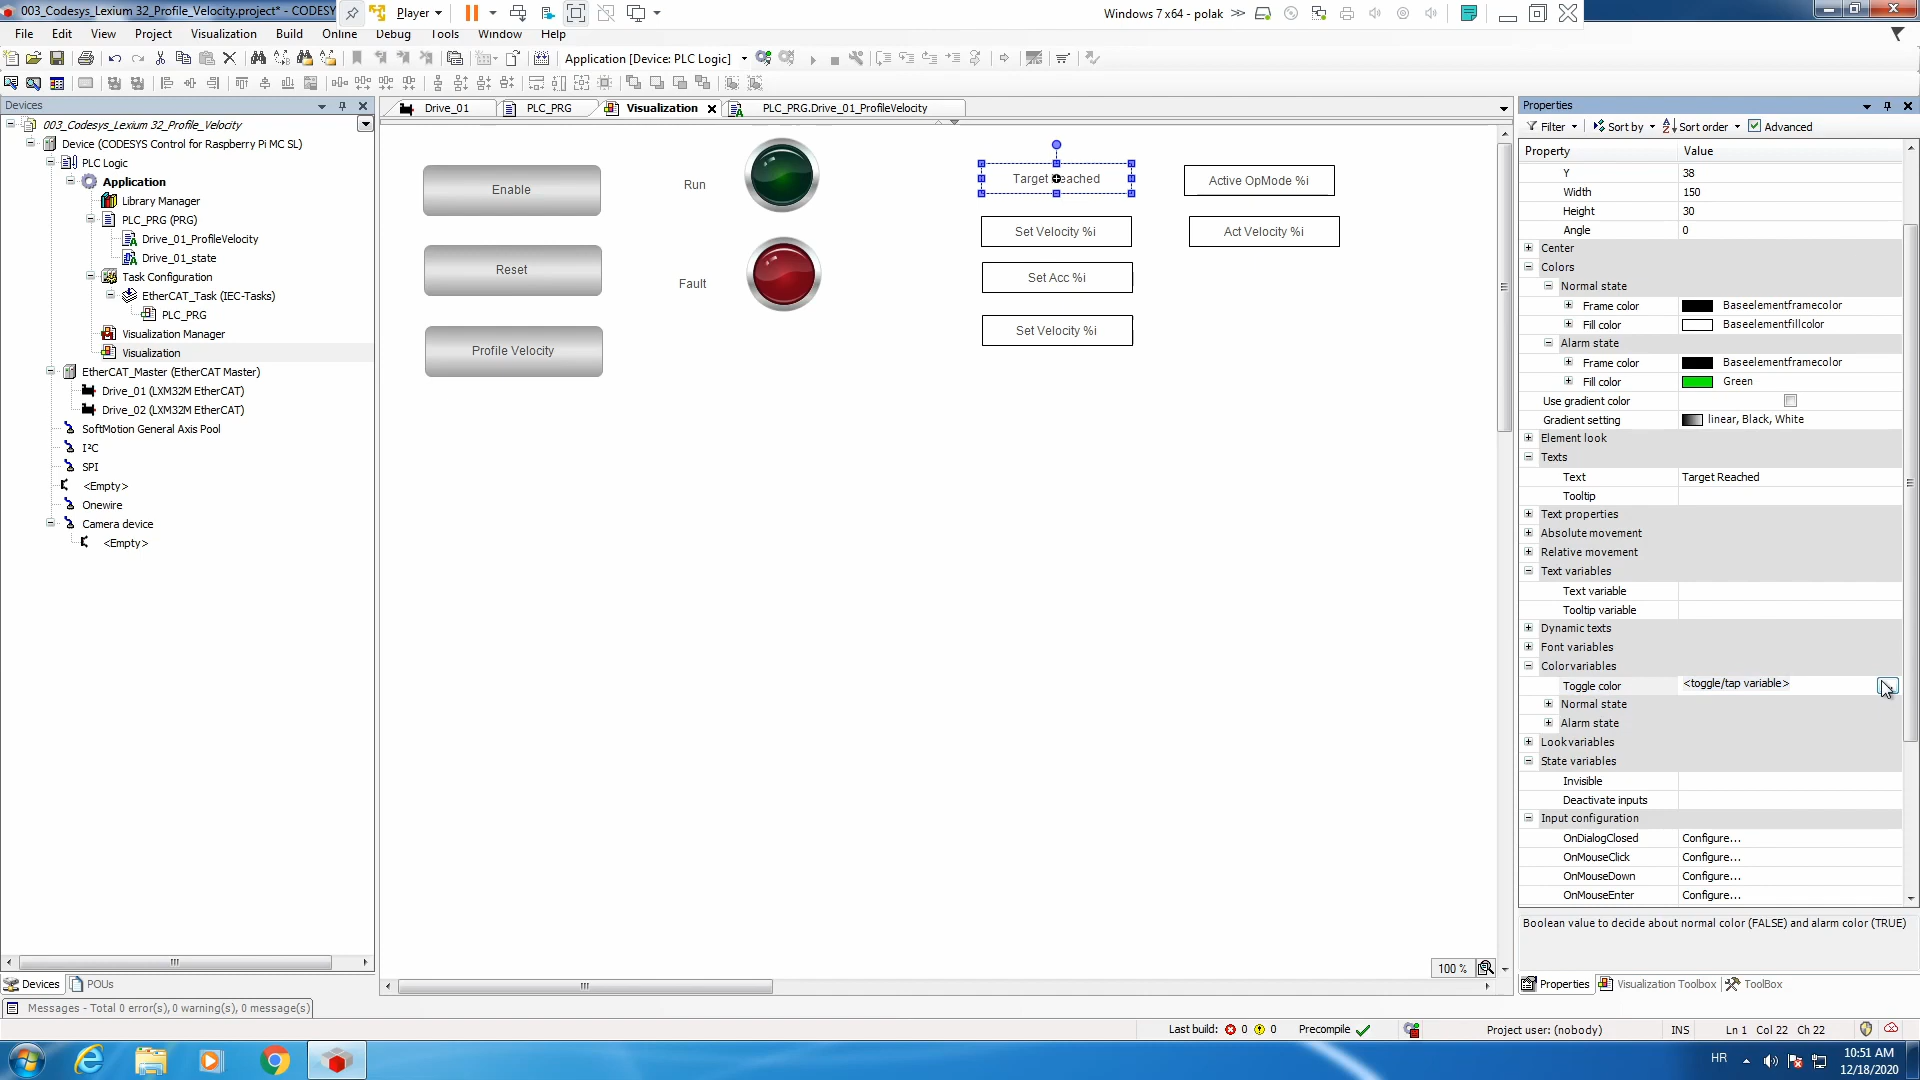 003_Codesys_Lexium 32_Profile_Velocity.project* - CODESY
Player
Windows 7 x64 - polak
File Edit View Project Visualization Build Online Debug Tools Window Help
Application [Device: PLC Logic]
Devices
003_Codesys_Lexium 32_Profile_Velocity
Device (CODESYS Control for Raspberry Pi MC SL)
PLC Logic
Application
Library Manager
PLC_PRG (PRG)
Drive_01_ProfileVelocity
Drive_01_state
Task Configuration
EtherCAT_Task (IEC-Tasks)
PLC_PRG
Visualization Manager
Visualization
EtherCAT_Master (EtherCAT Master)
Drive_01 (LXM32M EtherCAT)
Drive_02 (LXM32M EtherCAT)
SoftMotion General Axis Pool
I²C
SPI
<Empty>
Onewire
Camera device
<Empty>
Devices POUs
Messages - Total 0 error(s), 0 warning(s), 0 message(s)
Drive_01 PLC_PRG Visualization PLC_PRG.Drive_01_ProfileVelocity
Enable
Reset
Profile Velocity
Run
Fault
Target Reached
Set Velocity %i
Set Acc %i
Set Velocity %i
Active OpMode %i
Act Velocity %i
100 %
Properties
Filter Sort by Sort order Advanced
Property Value
Y 38
Width 150
Height 30
Angle 0
Center
Colors
Normal state
Frame color Baseelementframecolor
Fill color Baseelementfillcolor
Alarm state
Frame color Baseelementframecolor
Fill color Green
Use gradient color
Gradient setting linear, Black, White
Element look
Texts
Text Target Reached
Tooltip
Text properties
Absolute movement
Relative movement
Text variables
Text variable
Tooltip variable
Dynamic texts
Font variables
Colorvariables
Toggle color <toggle/tap variable>
Normal state
Alarm state
Lookvariables
State variables
Invisible
Deactivate inputs
Input configuration
OnDialogClosed Configure...
OnMouseClick Configure...
OnMouseDown Configure...
OnMouseEnter Configure...
Boolean value to decide about normal color (FALSE) and alarm color (TRUE)
Properties Visualization Toolbox ToolBox
Last build: 0 0 Precompile Project user: (nobody) INS Ln 1 Col 22 Ch 22
HR
10:51 AM
12/18/2020